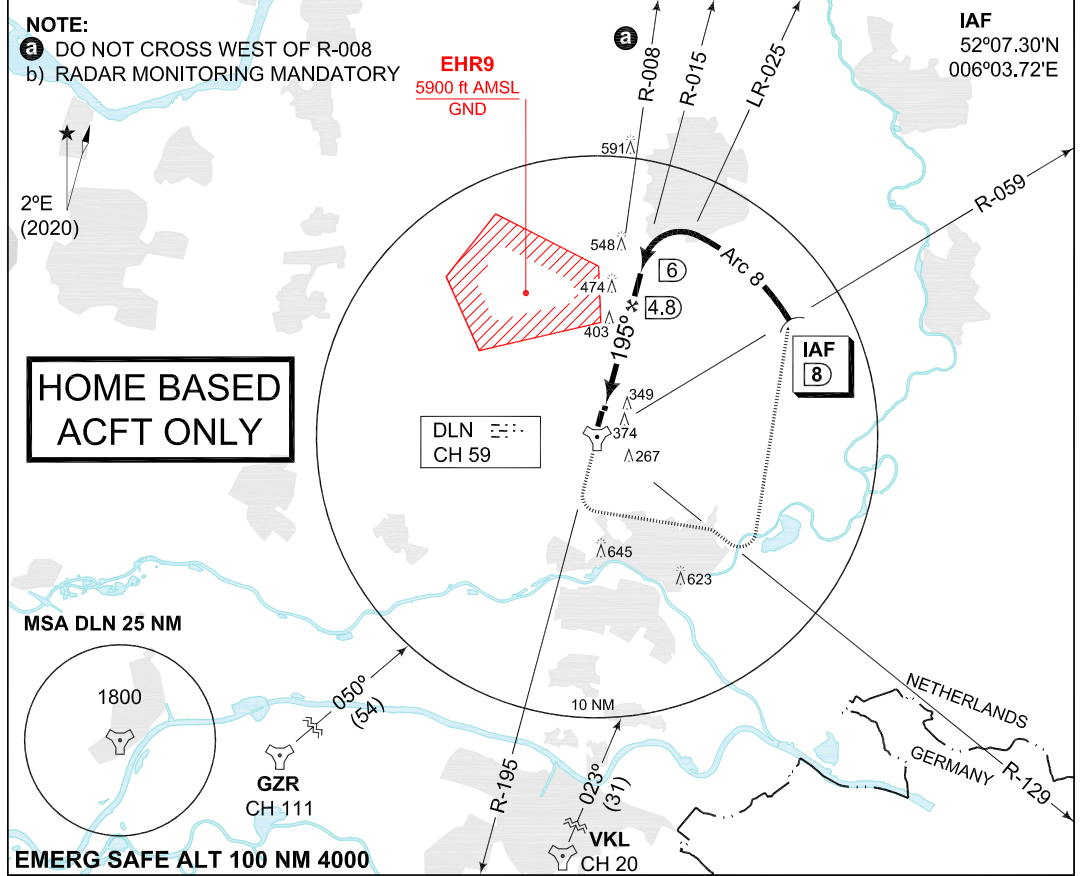 NOTE:
a DO NOT CROSS WEST OF R-008
b) RADAR MONITORING MANDATORY
IAF
52º07.30'N
006º03.72'E
EHR9
5900 ft AMSL
GND
a
R-008
R-015
LR-025
R-059
2ºE
(2020)
591
548
474
403
6
4.8
Arc 8
195º
IAF
8
HOME BASED
ACFT ONLY
DLN
CH 59
349
374
267
645
623
MSA DLN 25 NM
1800
050º
(54)
GZR
CH 111
10 NM
R-195
023º
(31)
VKL
CH 20
NETHERLANDS
GERMANY
R-129
EMERG SAFE ALT 100 NM 4000